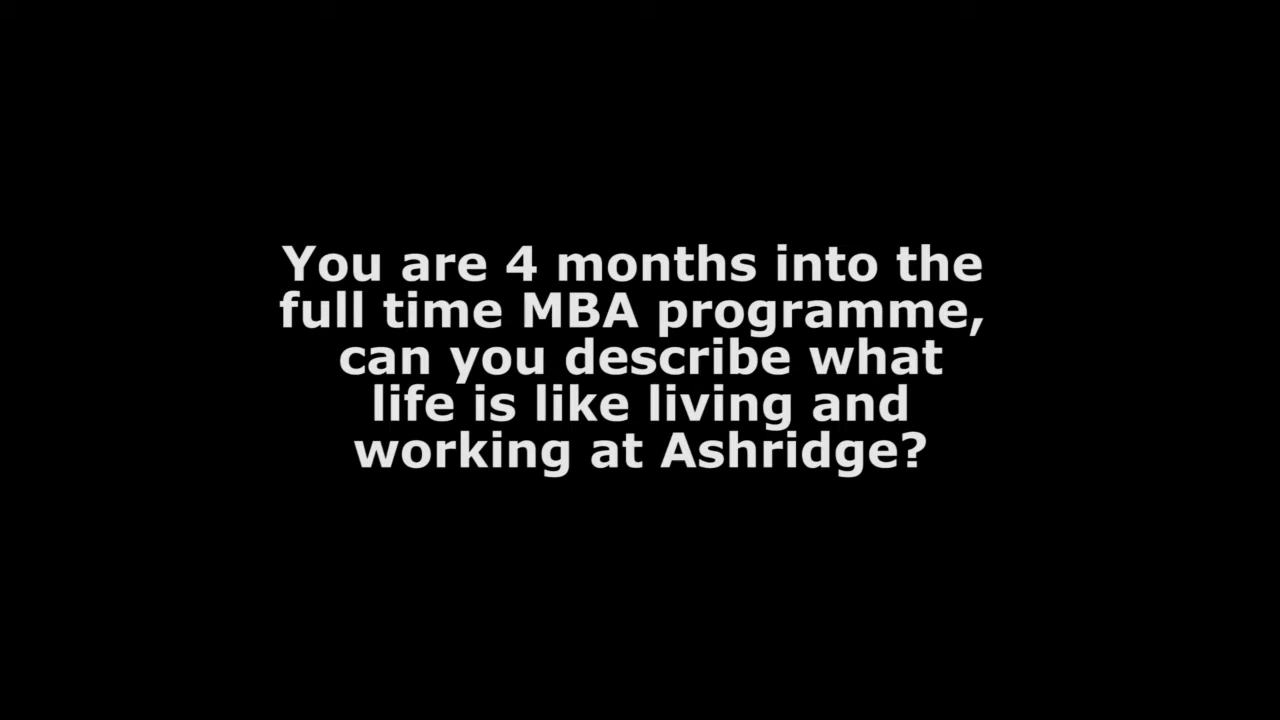 You are 4 months into the
full time MBA programme,
can you describe what
life is like living and
working at Ashridge?